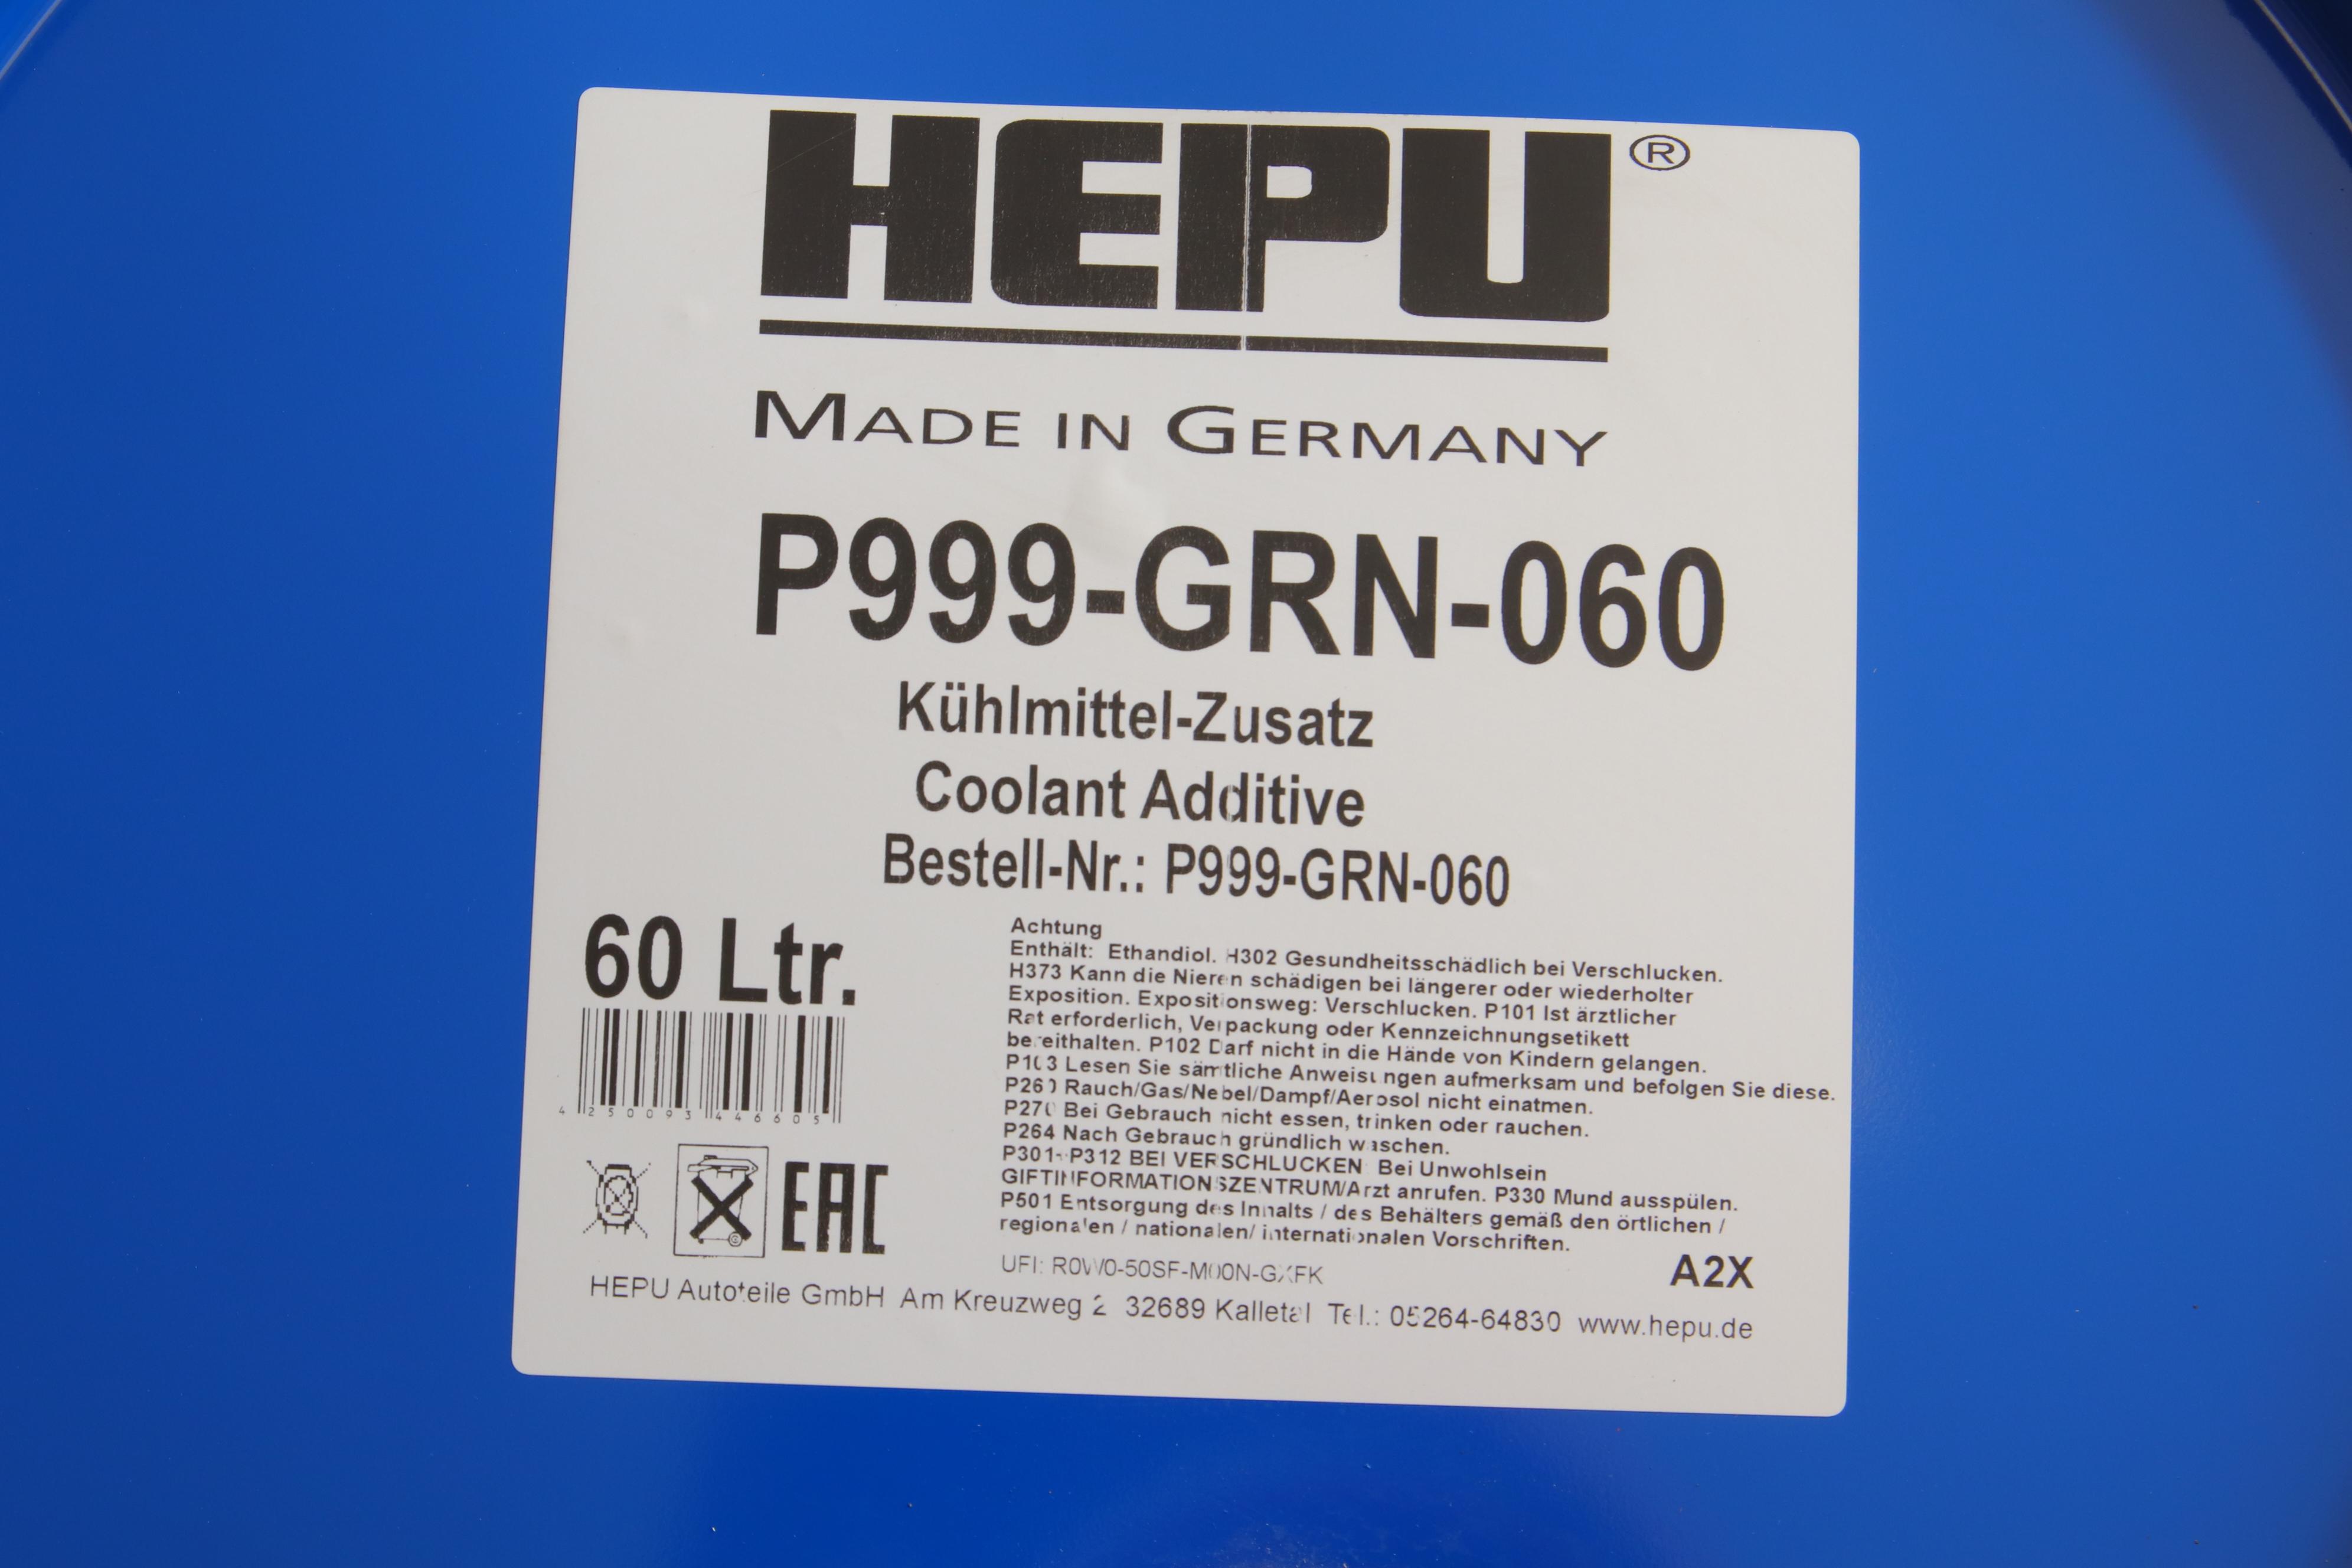 HEPU®
MADE IN GERMANY
P999-GRN-060
Kühlmittel-Zusatz
Coolant Additive
Bestell-Nr.: P999-GRN-060
60 Ltr.
4 250093 446605
EAC
Achtung
Enthält: Ethandiol. H302 Gesundheitsschädlich bei Verschlucken.
H373 Kann die Nieren schädigen bei längerer oder wiederholter
Exposition. Expositionsweg: Verschlucken. P101 Ist ärztlicher
Rat erforderlich, Verpackung oder Kennzeichnungsetikett
bereithalten. P102 Darf nicht in die Hände von Kindern gelangen.
P103 Lesen Sie sämtliche Anweisungen aufmerksam und befolgen Sie diese.
P260 Rauch/Gas/Nebel/Dampf/Aerosol nicht einatmen.
P270 Bei Gebrauch nicht essen, trinken oder rauchen.
P264 Nach Gebrauch gründlich waschen.
P301+P312 BEI VERSCHLUCKEN: Bei Unwohlsein
GIFTINFORMATIONSZENTRUM/Arzt anrufen. P330 Mund ausspülen.
P501 Entsorgung des Inhalts / des Behälters gemäß den örtlichen /
regionalen / nationalen/ internationalen Vorschriften.
UFI: R0W0-50SF-M00N-GXFK
A2X
HEPU Autoteile GmbH Am Kreuzweg 2 32689 Kalletal Tel.: 05264-64830 www.hepu.de